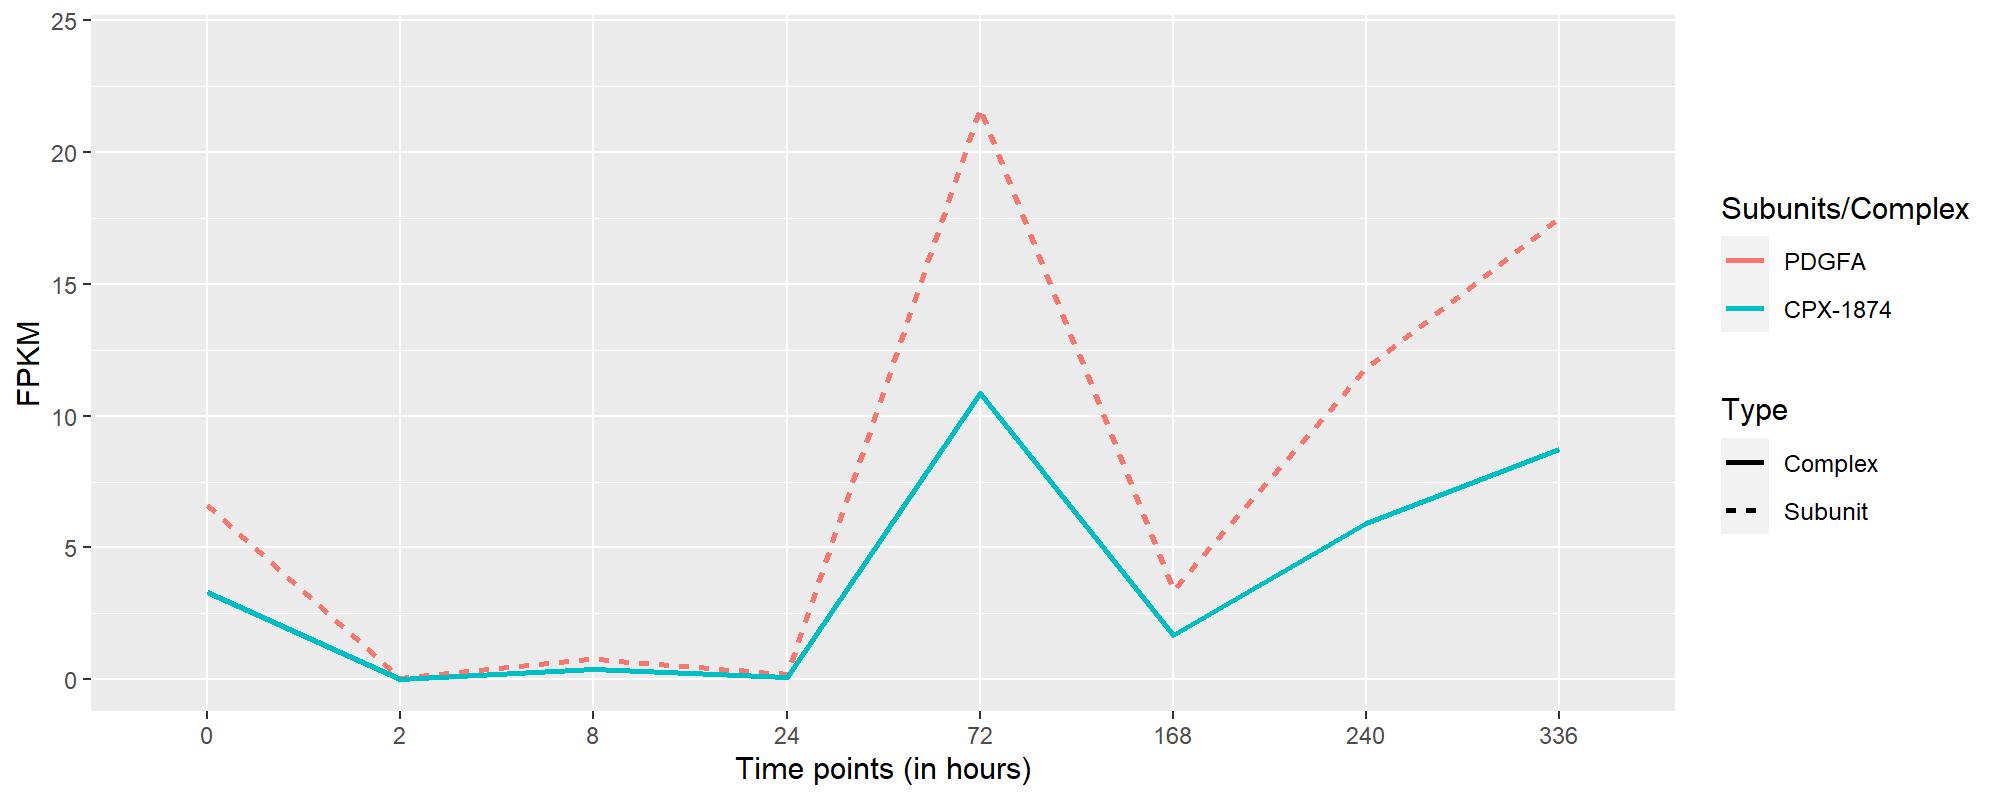 25
20
15
10
5
0
FPKM
0 2 8 24 72 168 240 336
Time points (in hours)
Subunits/Complex
PDGFA
CPX-1874
Type
Complex
Subunit